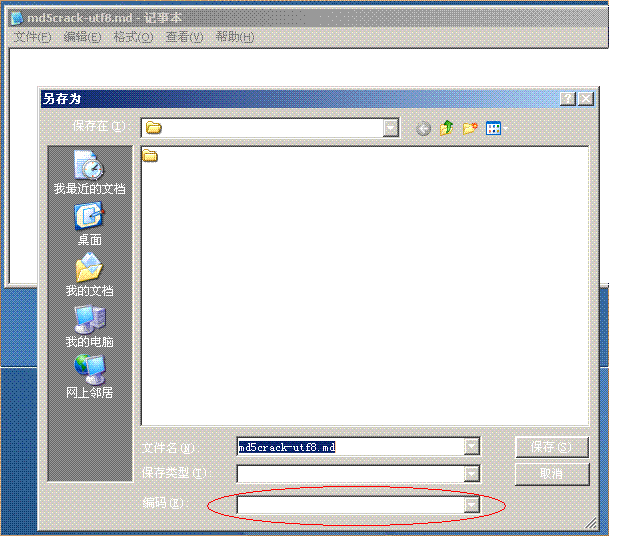 md5crack-utf8.md - 记事本
文件(F) 编辑(E) 格式(O) 查看(V) 帮助(H)
另存为
保存在(I):
我最近的文档
桌面
我的文档
我的电脑
网上邻居
文件名(N):
md5crack-utf8.md
保存(S)
保存类型(T):
取消
编码(E):